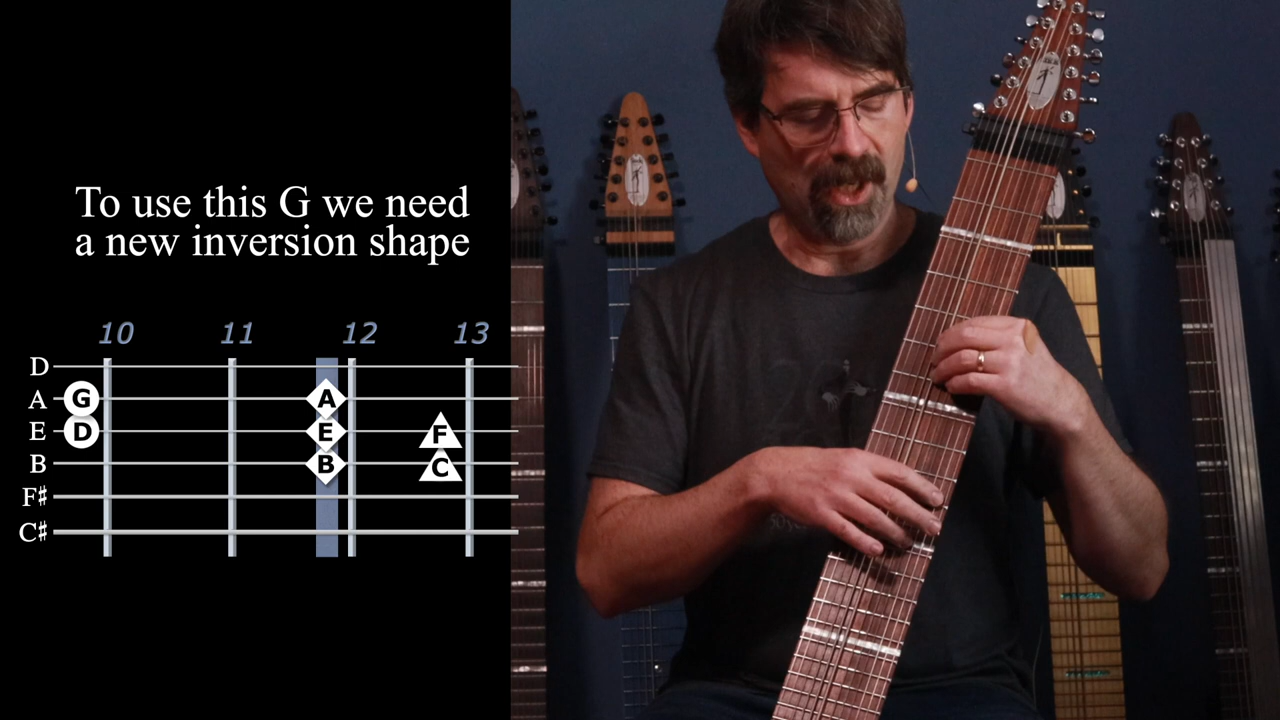 To use this G we need
a new inversion shape
10 11 12 13
D
A G A
E D E F
B B C
F♯
C♯